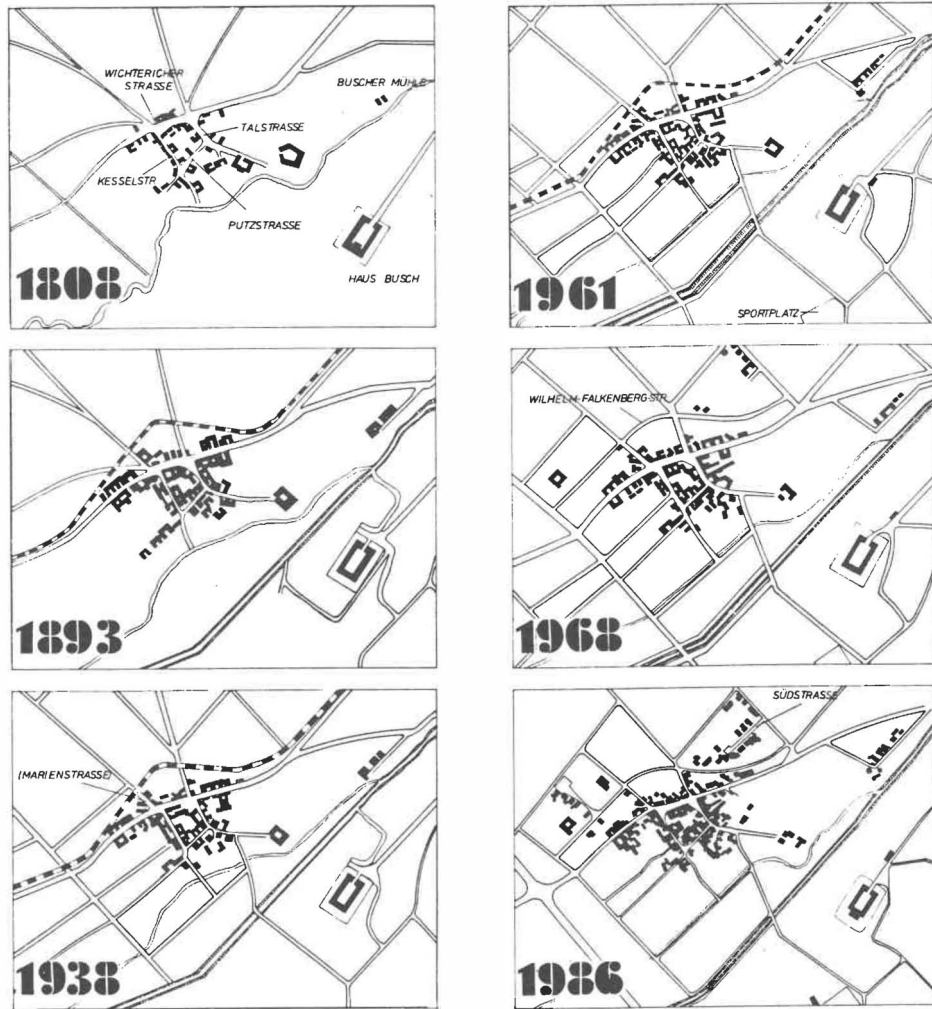 WICHTERICHER
STRASSE
BUSCHER MÜHLE
TALSTRASSE
KESSELSTR.
PUTZSTRASSE
HAUS BUSCH
1808
SPORTPLATZ
1961
1893
WILHELM-FALKENBERG-STR.
1968
(MARIENSTRASSE)
1938
SÜDSTRASSE
1986